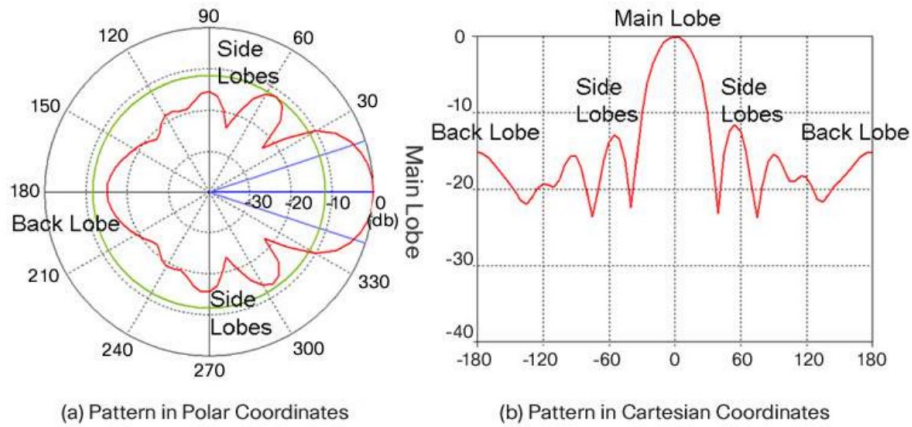 Main Lobe
90
120
60
Side
Lobes
150
30
180
-30
-20
-10
0
(db)
Main Lobe
Back Lobe
210
330
Side
Lobes
240
300
270
(a) Pattern in Polar Coordinates
0
-10
-20
-30
-40
Side
Lobes
Side
Lobes
Back Lobe
Back Lobe
-180
-120
-60
0
60
120
180
(b) Pattern in Cartesian Coordinates